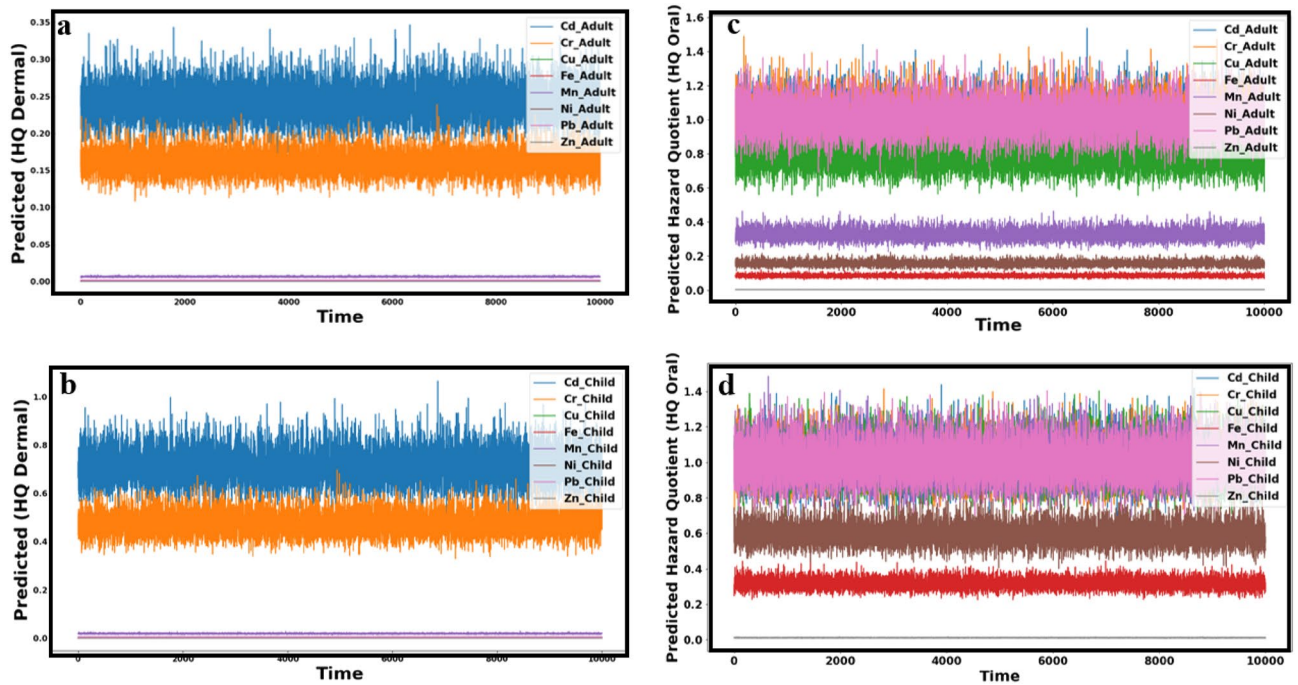 a
Predicted (HQ Dermal)
0.35
0.30
0.25
0.20
0.15
0.10
0.05
0.00
Cd_Adult
Cr_Adult
Cu_Adult
Fe_Adult
Mn_Adult
Ni_Adult
Pb_Adult
Zn_Adult
0 2000 4000 6000 8000 10000
Time
c
Predicted Hazard Quotient (HQ Oral)
1.6
1.4
1.2
1.0
0.8
0.6
0.4
0.2
0.0
Cd_Adult
Cr_Adult
Cu_Adult
Fe_Adult
Mn_Adult
Ni_Adult
Pb_Adult
Zn_Adult
0 2000 4000 6000 8000 10000
Time
b
Predicted (HQ Dermal)
1.0
0.8
0.6
0.4
0.2
0.0
Cd_Child
Cr_Child
Cu_Child
Fe_Child
Mn_Child
Ni_Child
Pb_Child
Zn_Child
0 2000 4000 6000 8000 10000
Time
d
Predicted Hazard Quotient (HQ Oral)
1.4
1.2
1.0
0.8
0.6
0.4
0.2
0.0
Cd_Child
Cr_Child
Cu_Child
Fe_Child
Mn_Child
Ni_Child
Pb_Child
Zn_Child
0 2000 4000 6000 8000 10000
Time